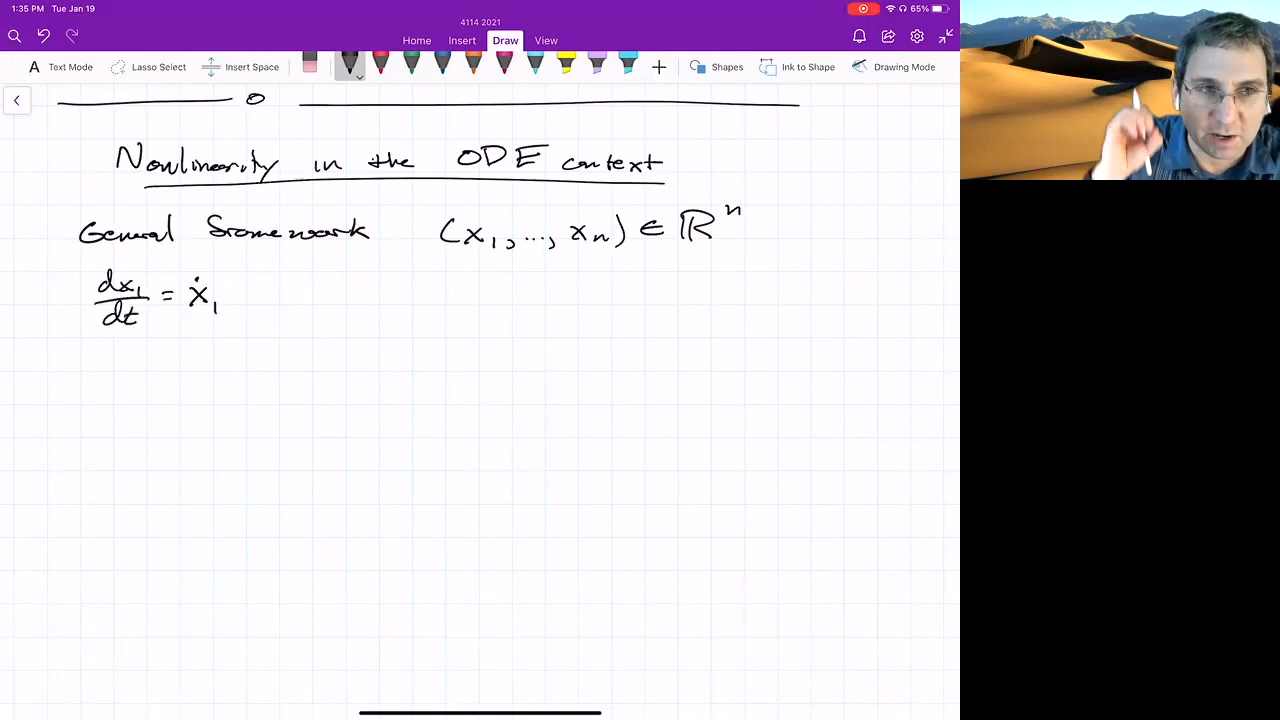 1:35 PM Tue Jan 19 65%
4114 2021
Home Insert Draw View
A Text Mode Lasso Select Insert Space Shapes Ink to Shape Drawing Mode
Nonlinearity in the ODE context
General framework (x₁, ..., xₙ) ∈ ℝⁿ
dx₁/dt = ẋ₁